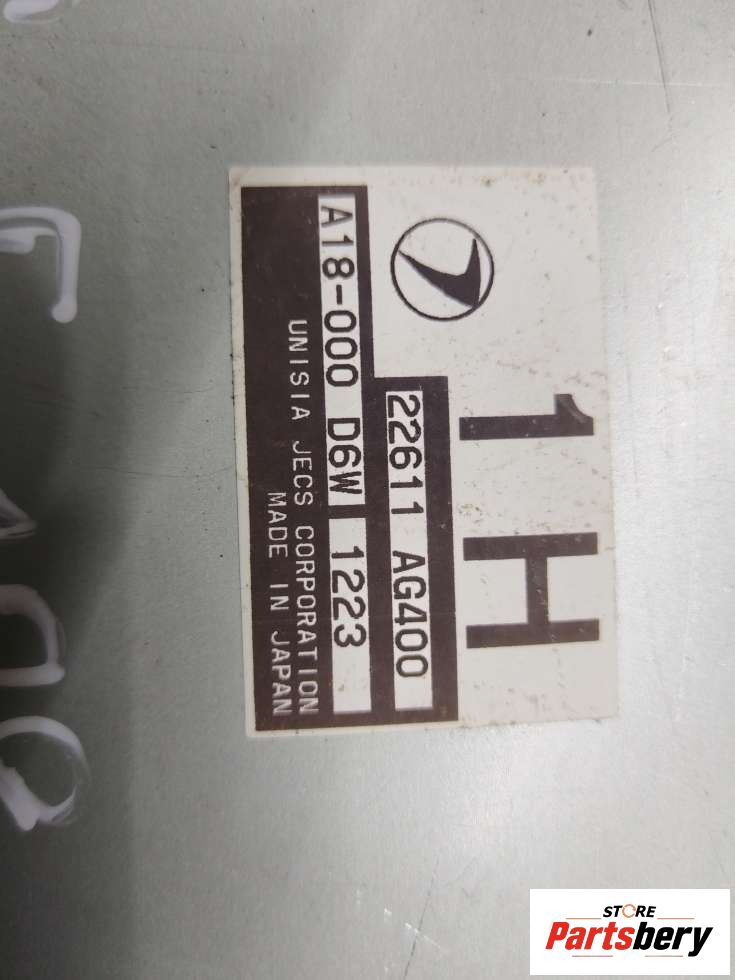 1H
22611 AG400
A18-000 D6W 1223
UNISIA JECS CORPORATION
MADE IN JAPAN
STORE
Partsbery